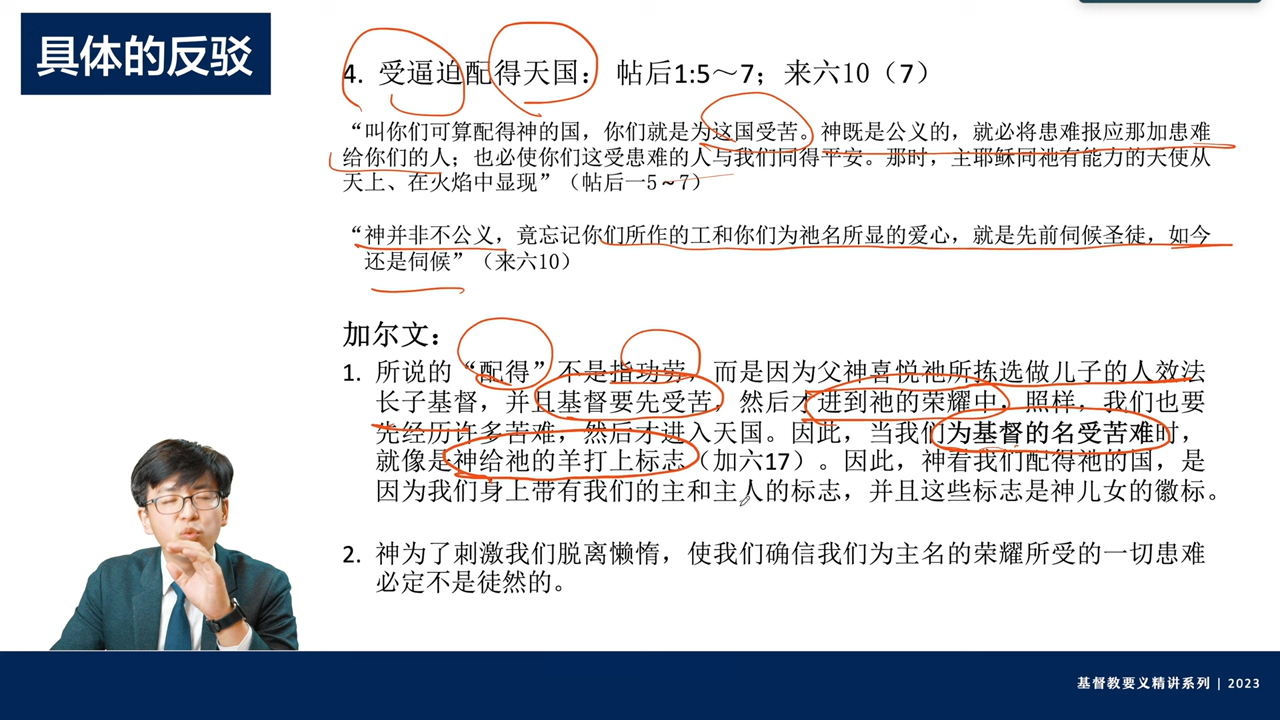 具体的反驳
4. 受逼迫配得天国： 帖后1:5～7；来六10（7）
“叫你们可算配得神的国，你们就是为这国受苦。神既是公义的，就必将患难报应那加患难
给你们的人；也必使你们这受患难的人与我们同得平安。那时，主耶稣同祂有能力的天使从
天上、在火焰中显现”（帖后一5～7）
“神并非不公义，竟忘记你们所作的工和你们为祂名所显的爱心，就是先前伺候圣徒，如今
还是伺候”（来六10）
加尔文：
1. 所说的“配得”不是指功劳，而是因为父神喜悦祂所拣选做儿子的人效法
长子基督，并且基督要先受苦，然后才进到祂的荣耀中，照样，我们也要
先经历许多苦难，然后才进入天国。因此，当我们为基督的名受苦难时，
就像是神给祂的羊打上标志（加六17）。因此，神看我们配得祂的国，是
因为我们身上带有我们的主和主人的标志，并且这些标志是神儿女的徽标。
2. 神为了刺激我们脱离懒惰，使我们确信我们为主名的荣耀所受的一切患难
必定不是徒然的。
基督教要义精讲系列 | 2023